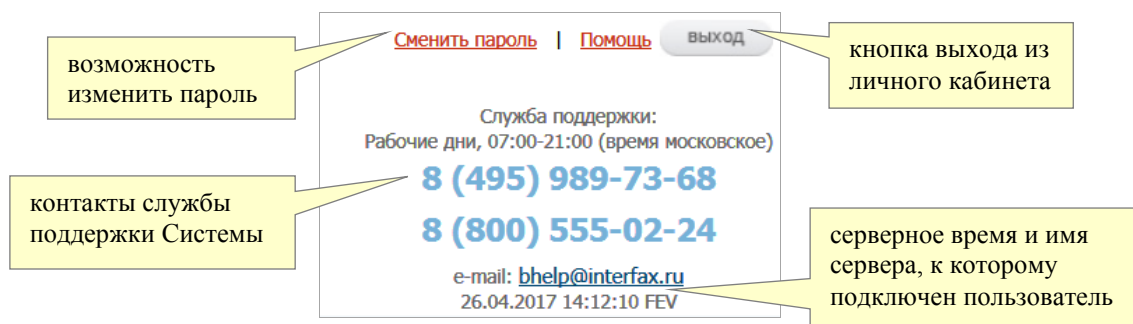 Сменить пароль | Помощь выход
возможность
изменить пароль
кнопка выхода из
личного кабинета
Служба поддержки:
Рабочие дни, 07:00-21:00 (время московское)
8 (495) 989-73-68
8 (800) 555-02-24
контакты службы
поддержки Системы
e-mail: bhelp@interfax.ru
26.04.2017 14:12:10 FEV
серверное время и имя
сервера, к которому
подключен пользователь